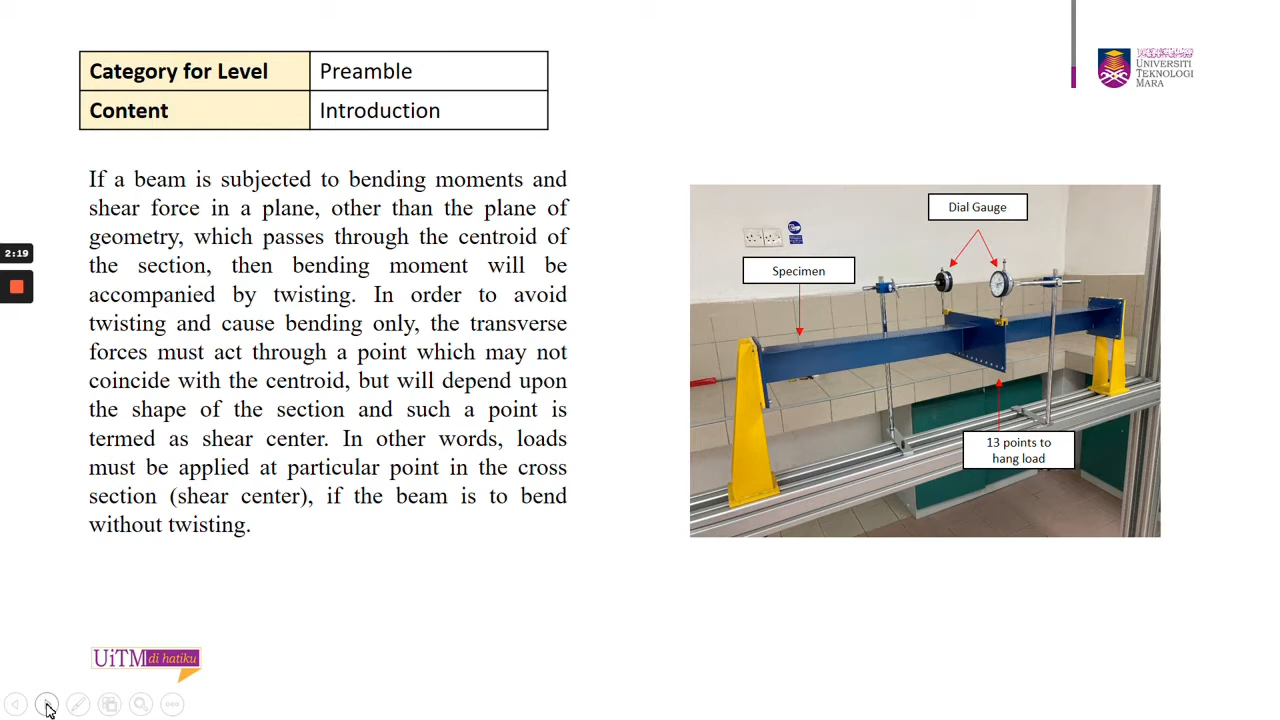 Category for Level Preamble
Content Introduction
UNIVERSITI
TEKNOLOGI
MARA
If a beam is subjected to bending moments and
shear force in a plane, other than the plane of
geometry, which passes through the centroid of
the section, then bending moment will be
accompanied by twisting. In order to avoid
twisting and cause bending only, the transverse
forces must act through a point which may not
coincide with the centroid, but will depend upon
the shape of the section and such a point is
termed as shear center. In other words, loads
must be applied at particular point in the cross
section (shear center), if the beam is to bend
without twisting.
2:19
Dial Gauge
Specimen
13 points to
hang load
UiTM di hatiku